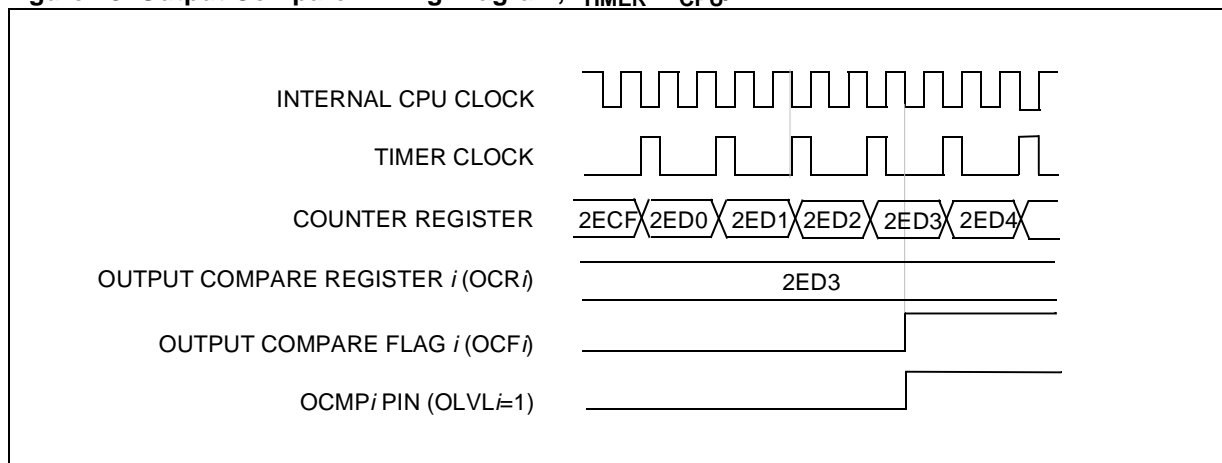 INTERNAL CPU CLOCK
TIMER CLOCK
COUNTER REGISTER 2ECF 2ED0 2ED1 2ED2 2ED3 2ED4
OUTPUT COMPARE REGISTER i (OCRi) 2ED3
OUTPUT COMPARE FLAG i (OCFi)
OCMPi PIN (OLVLi=1)